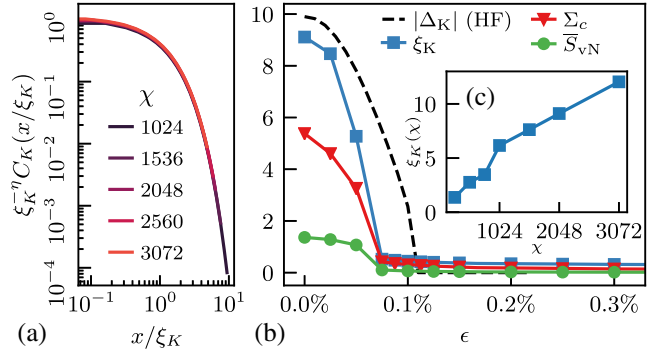 10^0
10^{-1}
10^{-2}
10^{-3}
10^{-4}
ξ_K^{-η} C_K(x/ξ_K)
χ
1024
1536
2048
2560
3072
10^{-1} 10^0 10^1
x/ξ_K
(a)
|Δ_K| (HF)
ξ_K
Σ_c
S̅_vN
10
8
6
4
2
0
0.0% 0.1% 0.2% 0.3%
ϵ
(b)
(c)
ξ_K(χ)
10
5
0
1024 2048 3072
χ